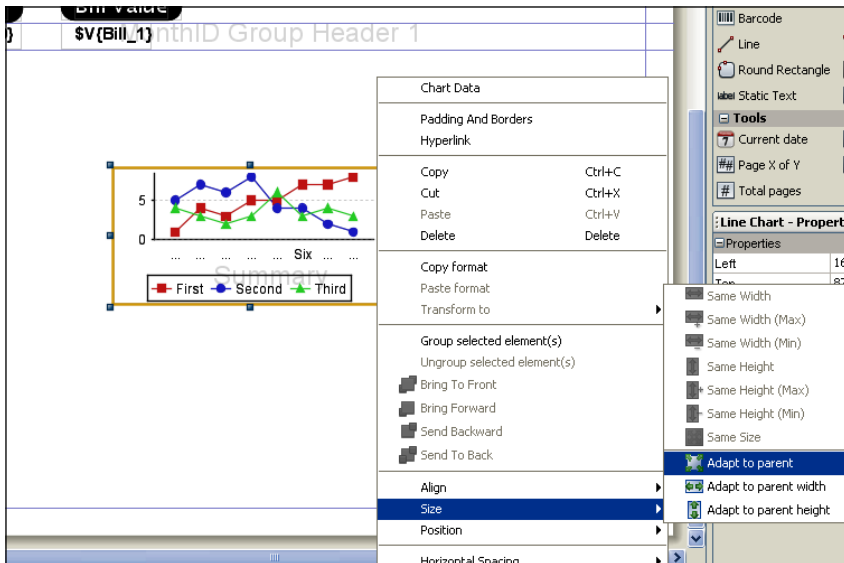 Bill Value
}
$V{Bill_1}
MonthID Group Header 1
5
0
... ... ... ... ... Six ... ...
Summary
First Second Third
Chart Data
Padding And Borders
Hyperlink
Copy Ctrl+C
Cut Ctrl+X
Paste Ctrl+V
Delete Delete
Copy format
Paste format
Transform to
Group selected element(s)
Ungroup selected element(s)
Bring To Front
Bring Forward
Send Backward
Send To Back
Align
Size
Position
Horizontal Spacing
Same Width
Same Width (Max)
Same Width (Min)
Same Height
Same Height (Max)
Same Height (Min)
Same Size
Adapt to parent
Adapt to parent width
Adapt to parent height
Barcode
Line
Round Rectangle
label Static Text
Tools
7 Current date
## Page X of Y
# Total pages
Line Chart - Propert
Properties
Left 16
Top 87